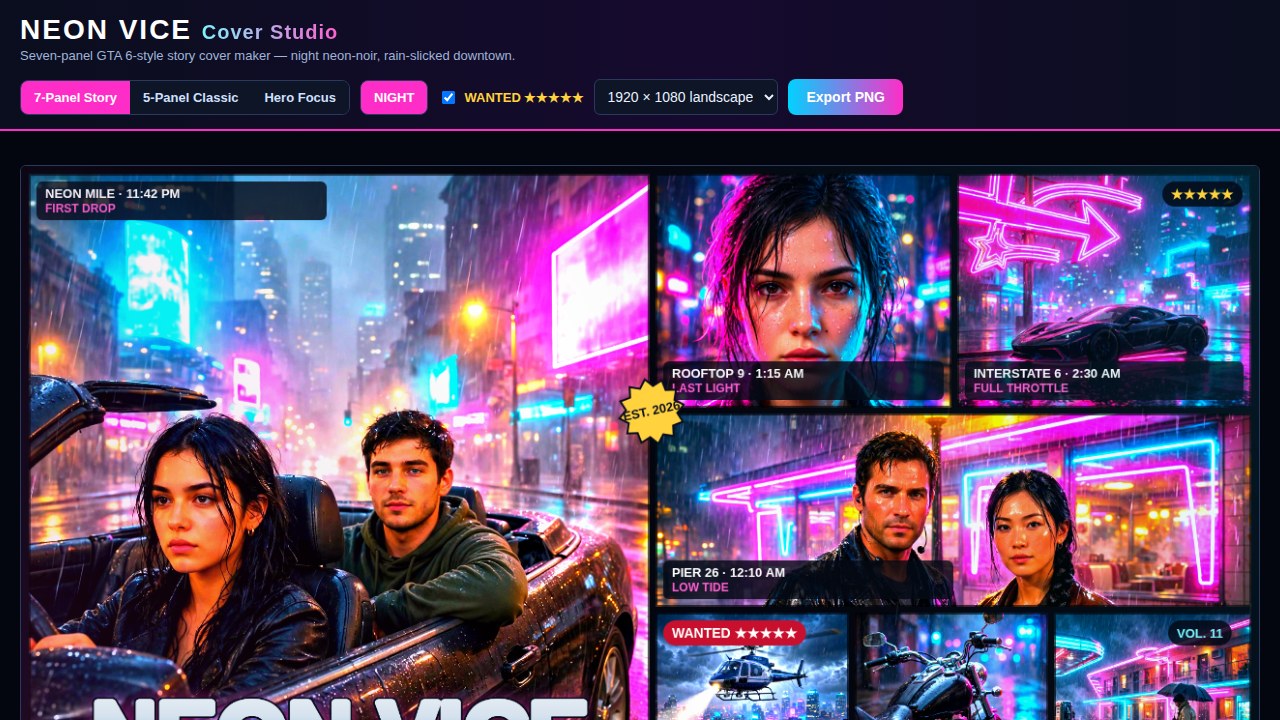 NEON VICE Cover Studio
Seven-panel GTA 6-style story cover maker — night neon-noir, rain-slicked downtown.
7-Panel Story 5-Panel Classic Hero Focus NIGHT WANTED ★★★★★ 1920 × 1080 landscape Export PNG
NEON MILE · 11:42 PM
FIRST DROP
★★★★★
ROOFTOP 9 · 1:15 AM
LAST LIGHT
INTERSTATE 6 · 2:30 AM
FULL THROTTLE
EST. 2026
PIER 26 · 12:10 AM
LOW TIDE
WANTED ★★★★★
VOL. 11
NEON VICE